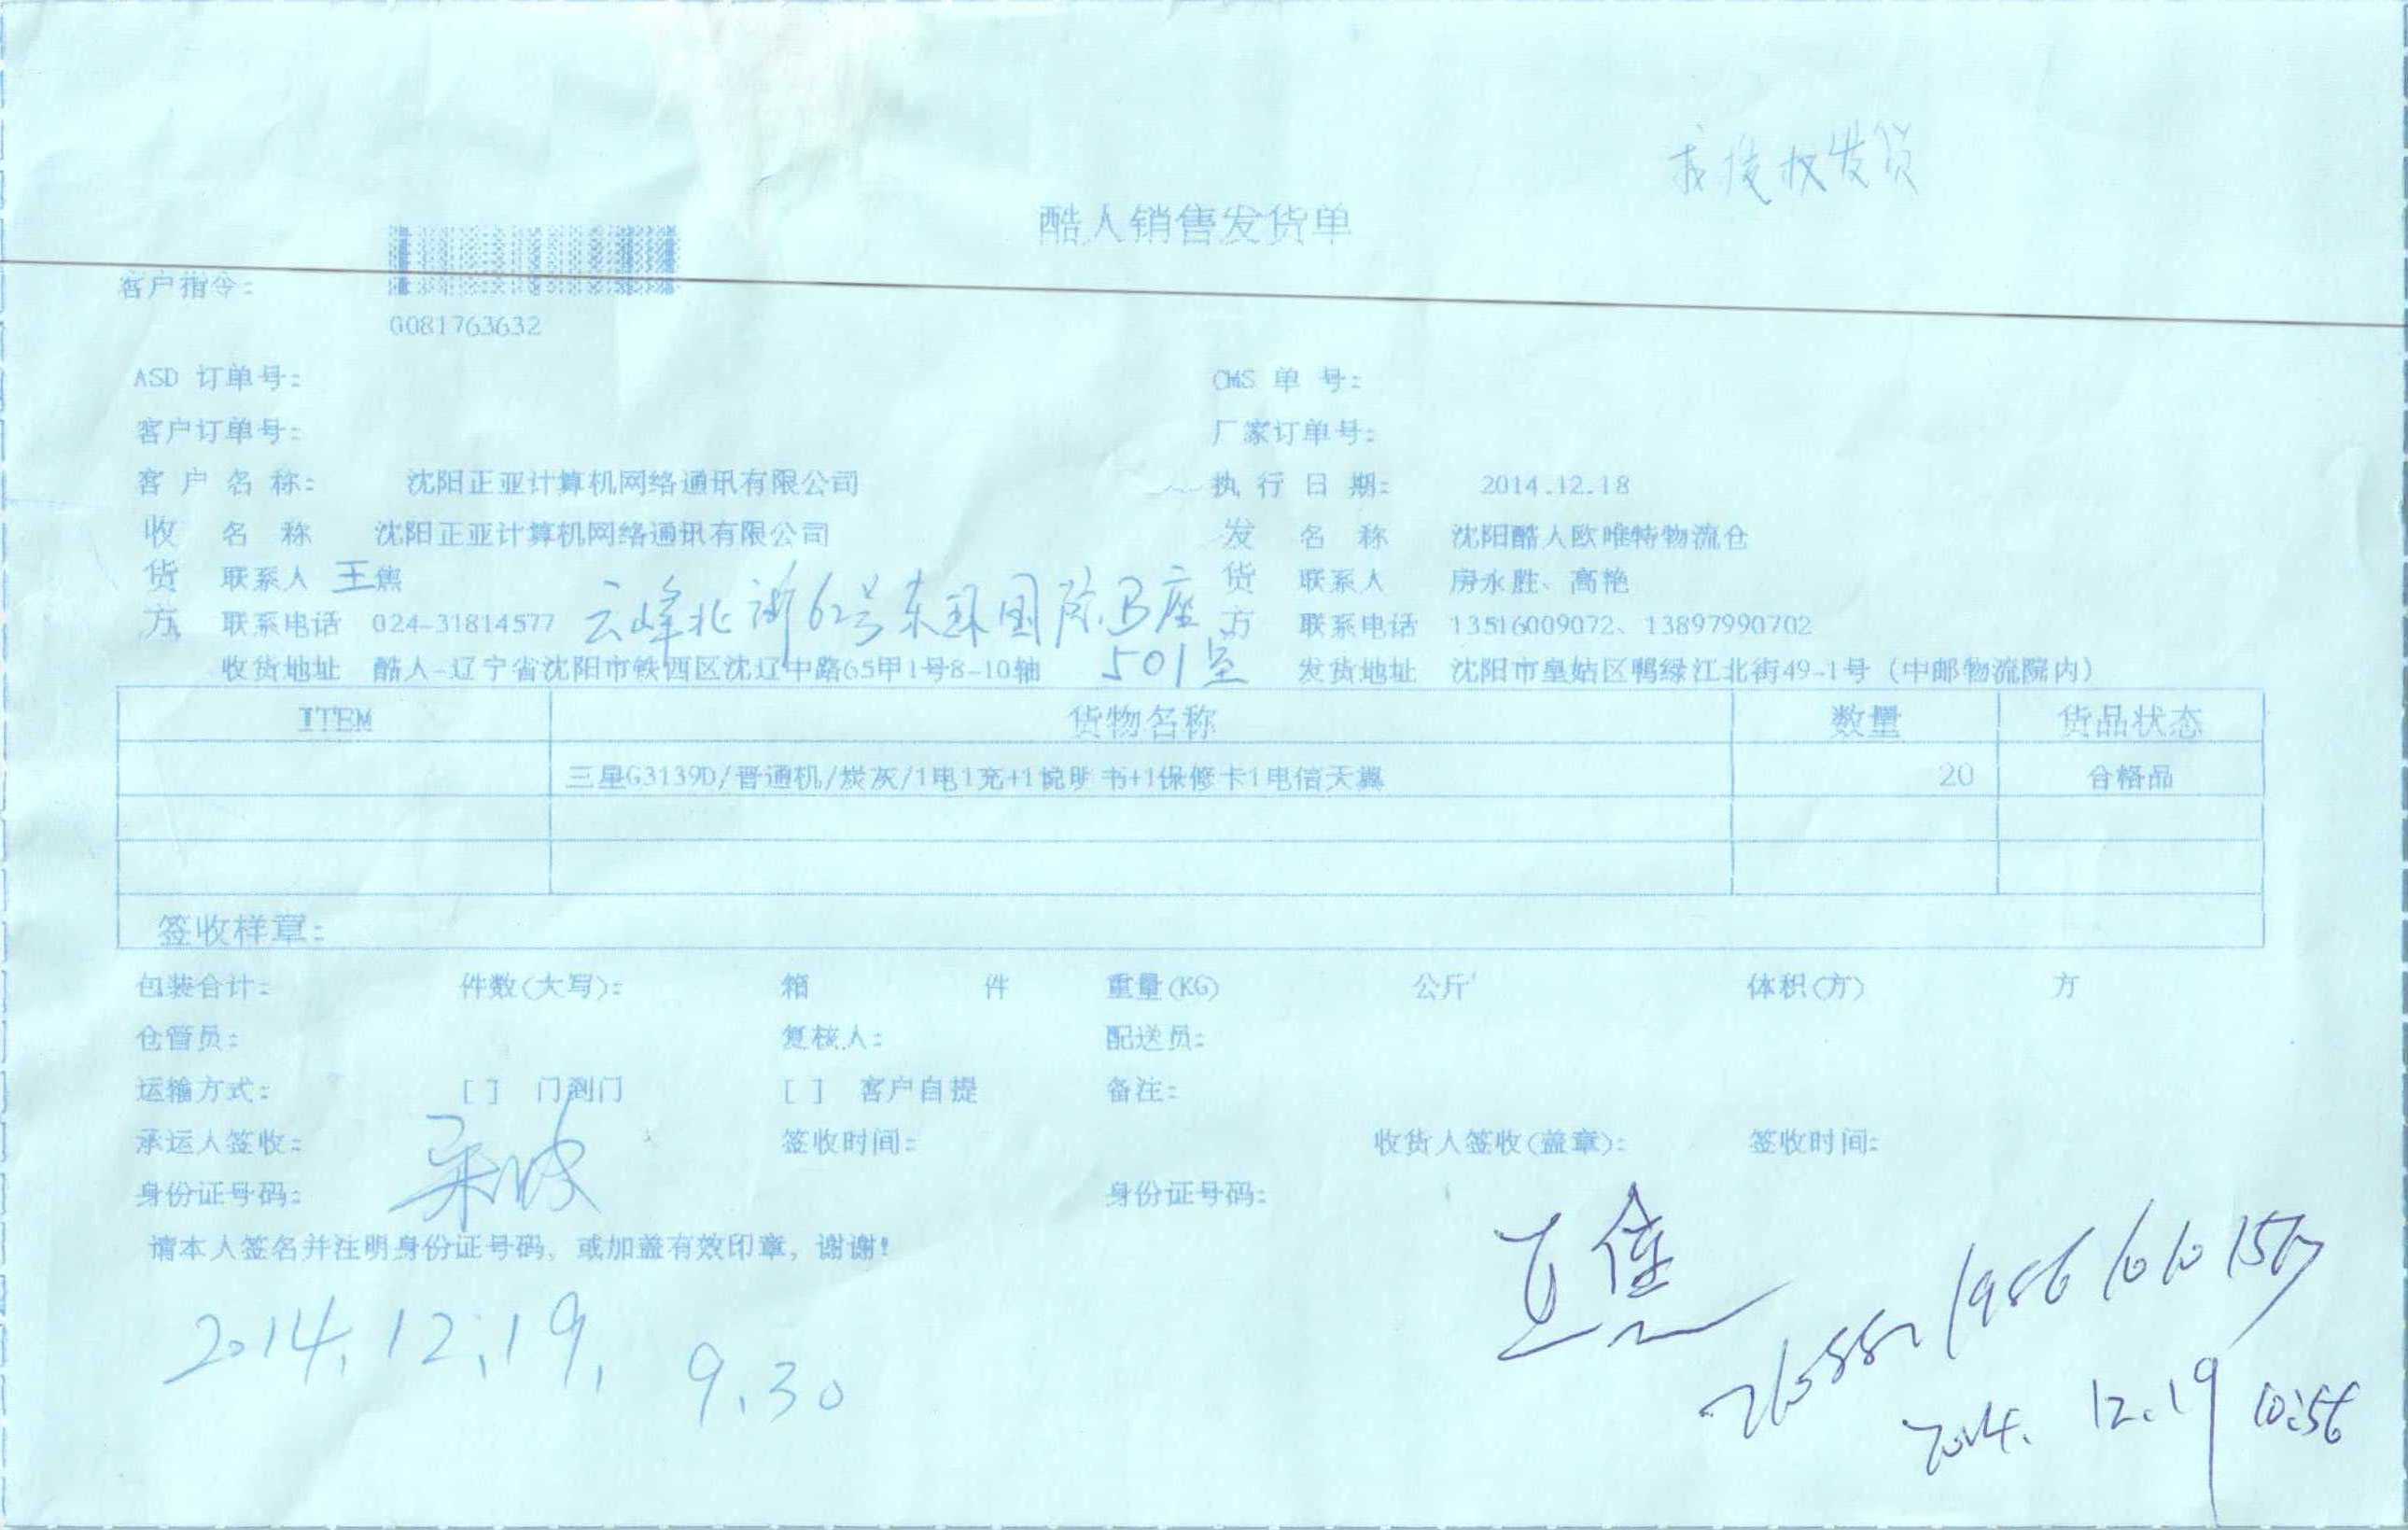 授权发货
酷人销售发货单
客户指令:
0081763632
ASD 订单号: CMS 单 号:
客户订单号: 厂家订单号:
客 户 名 称: 沈阳正亚计算机网络通讯有限公司 执 行 日 期: 2014.12.18
收 名 称 沈阳正亚计算机网络通讯有限公司 发 名 称 沈阳酷人欧唯特物流仓
货 联系人 王焦 货 联系人 房永胜、高艳
云峰北街62号东环国际B座
方 联系电话 024-31814577 方 联系电话 13516009072、13897990702
501室
收货地址 酷人-辽宁省沈阳市铁西区沈辽中路65甲1号8-10轴 发货地址 沈阳市皇姑区鸭绿江北街49-1号 (中邮物流院内)
ITEM 货物名称 数量 货品状态
三星G3139D/普通机/炭灰/1电1充+1说明书+1保修卡1电信天翼 20 合格品
签收样章:
包装合计: 件数(大写): 箱 件 重量(KG) 公斤 体积(方) 方
仓管员: 复核人: 配送员:
运输方式: [ ] 门到门 [ ] 客户自提 备注:
承运人签收: 签收时间: 收货人签收(盖章): 签收时间:
身份证号码: 身份证号码:
请本人签名并注明身份证号码, 或加盖有效印章, 谢谢!
王焦
2014.12.19. 9.30
2014. 12.19 10:56